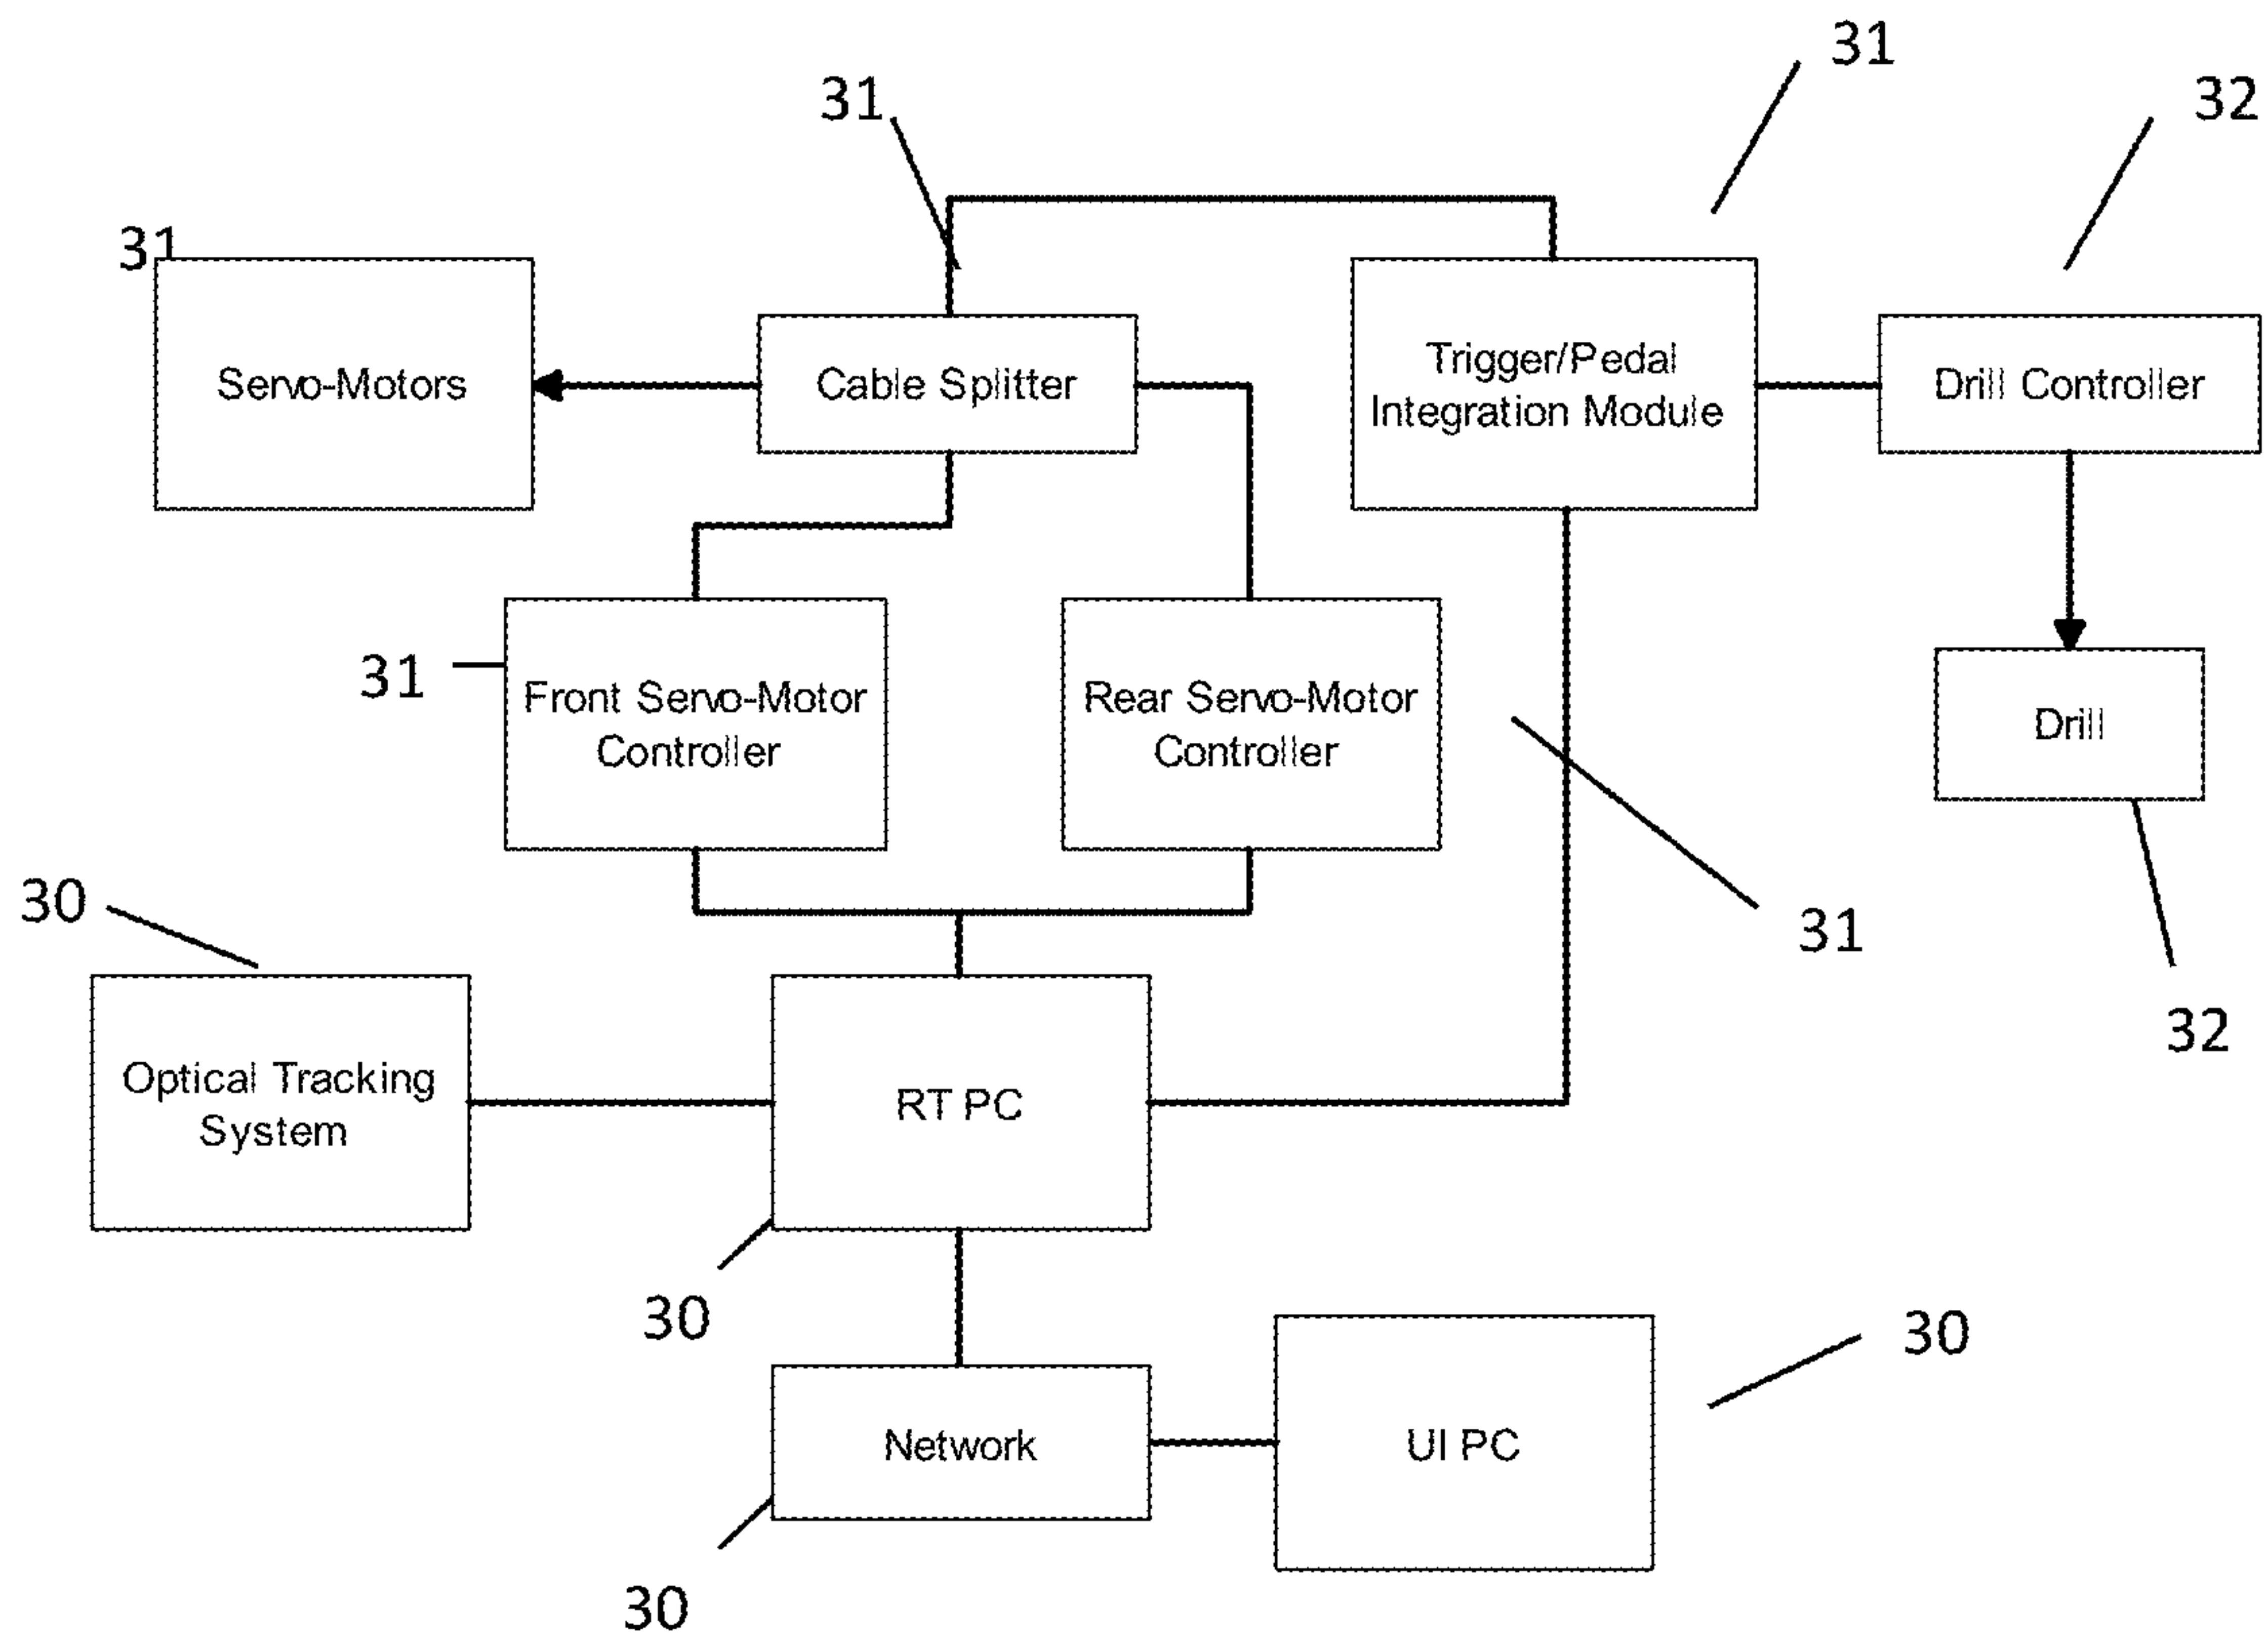 31
31
32
31
Servo-Motors
Cable Splitter
Trigger/Pedal
Integration Module
Drill Controller
31
Front Servo-Motor
Controller
Rear Servo-Motor
Controller
Drill
30
31
32
Optical Tracking
System
RT PC
30
30
Network
UI PC
30